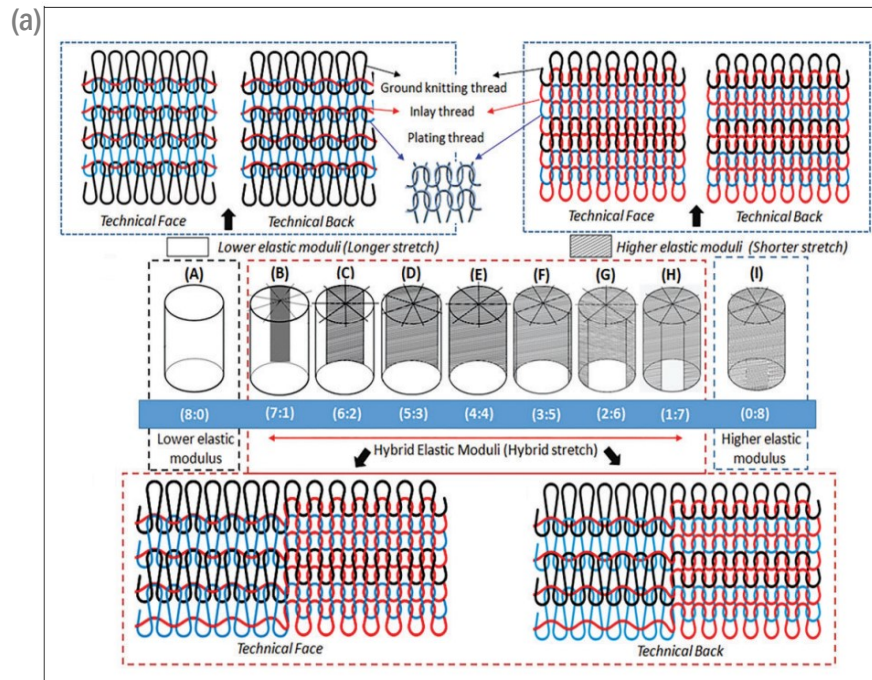 (a)
Ground knitting thread
Inlay thread
Plating thread
Technical Face
Technical Back
Technical Face
Technical Back
Lower elastic moduli (Longer stretch)
Higher elastic moduli (Shorter stretch)
(A) (B) (C) (D) (E) (F) (G) (H) (I)
(8:0) (7:1) (6:2) (5:3) (4:4) (3:5) (2:6) (1:7) (0:8)
Lower elastic
modulus
Hybrid Elastic Moduli (Hybrid stretch)
Higher elastic
modulus
Technical Face
Technical Back